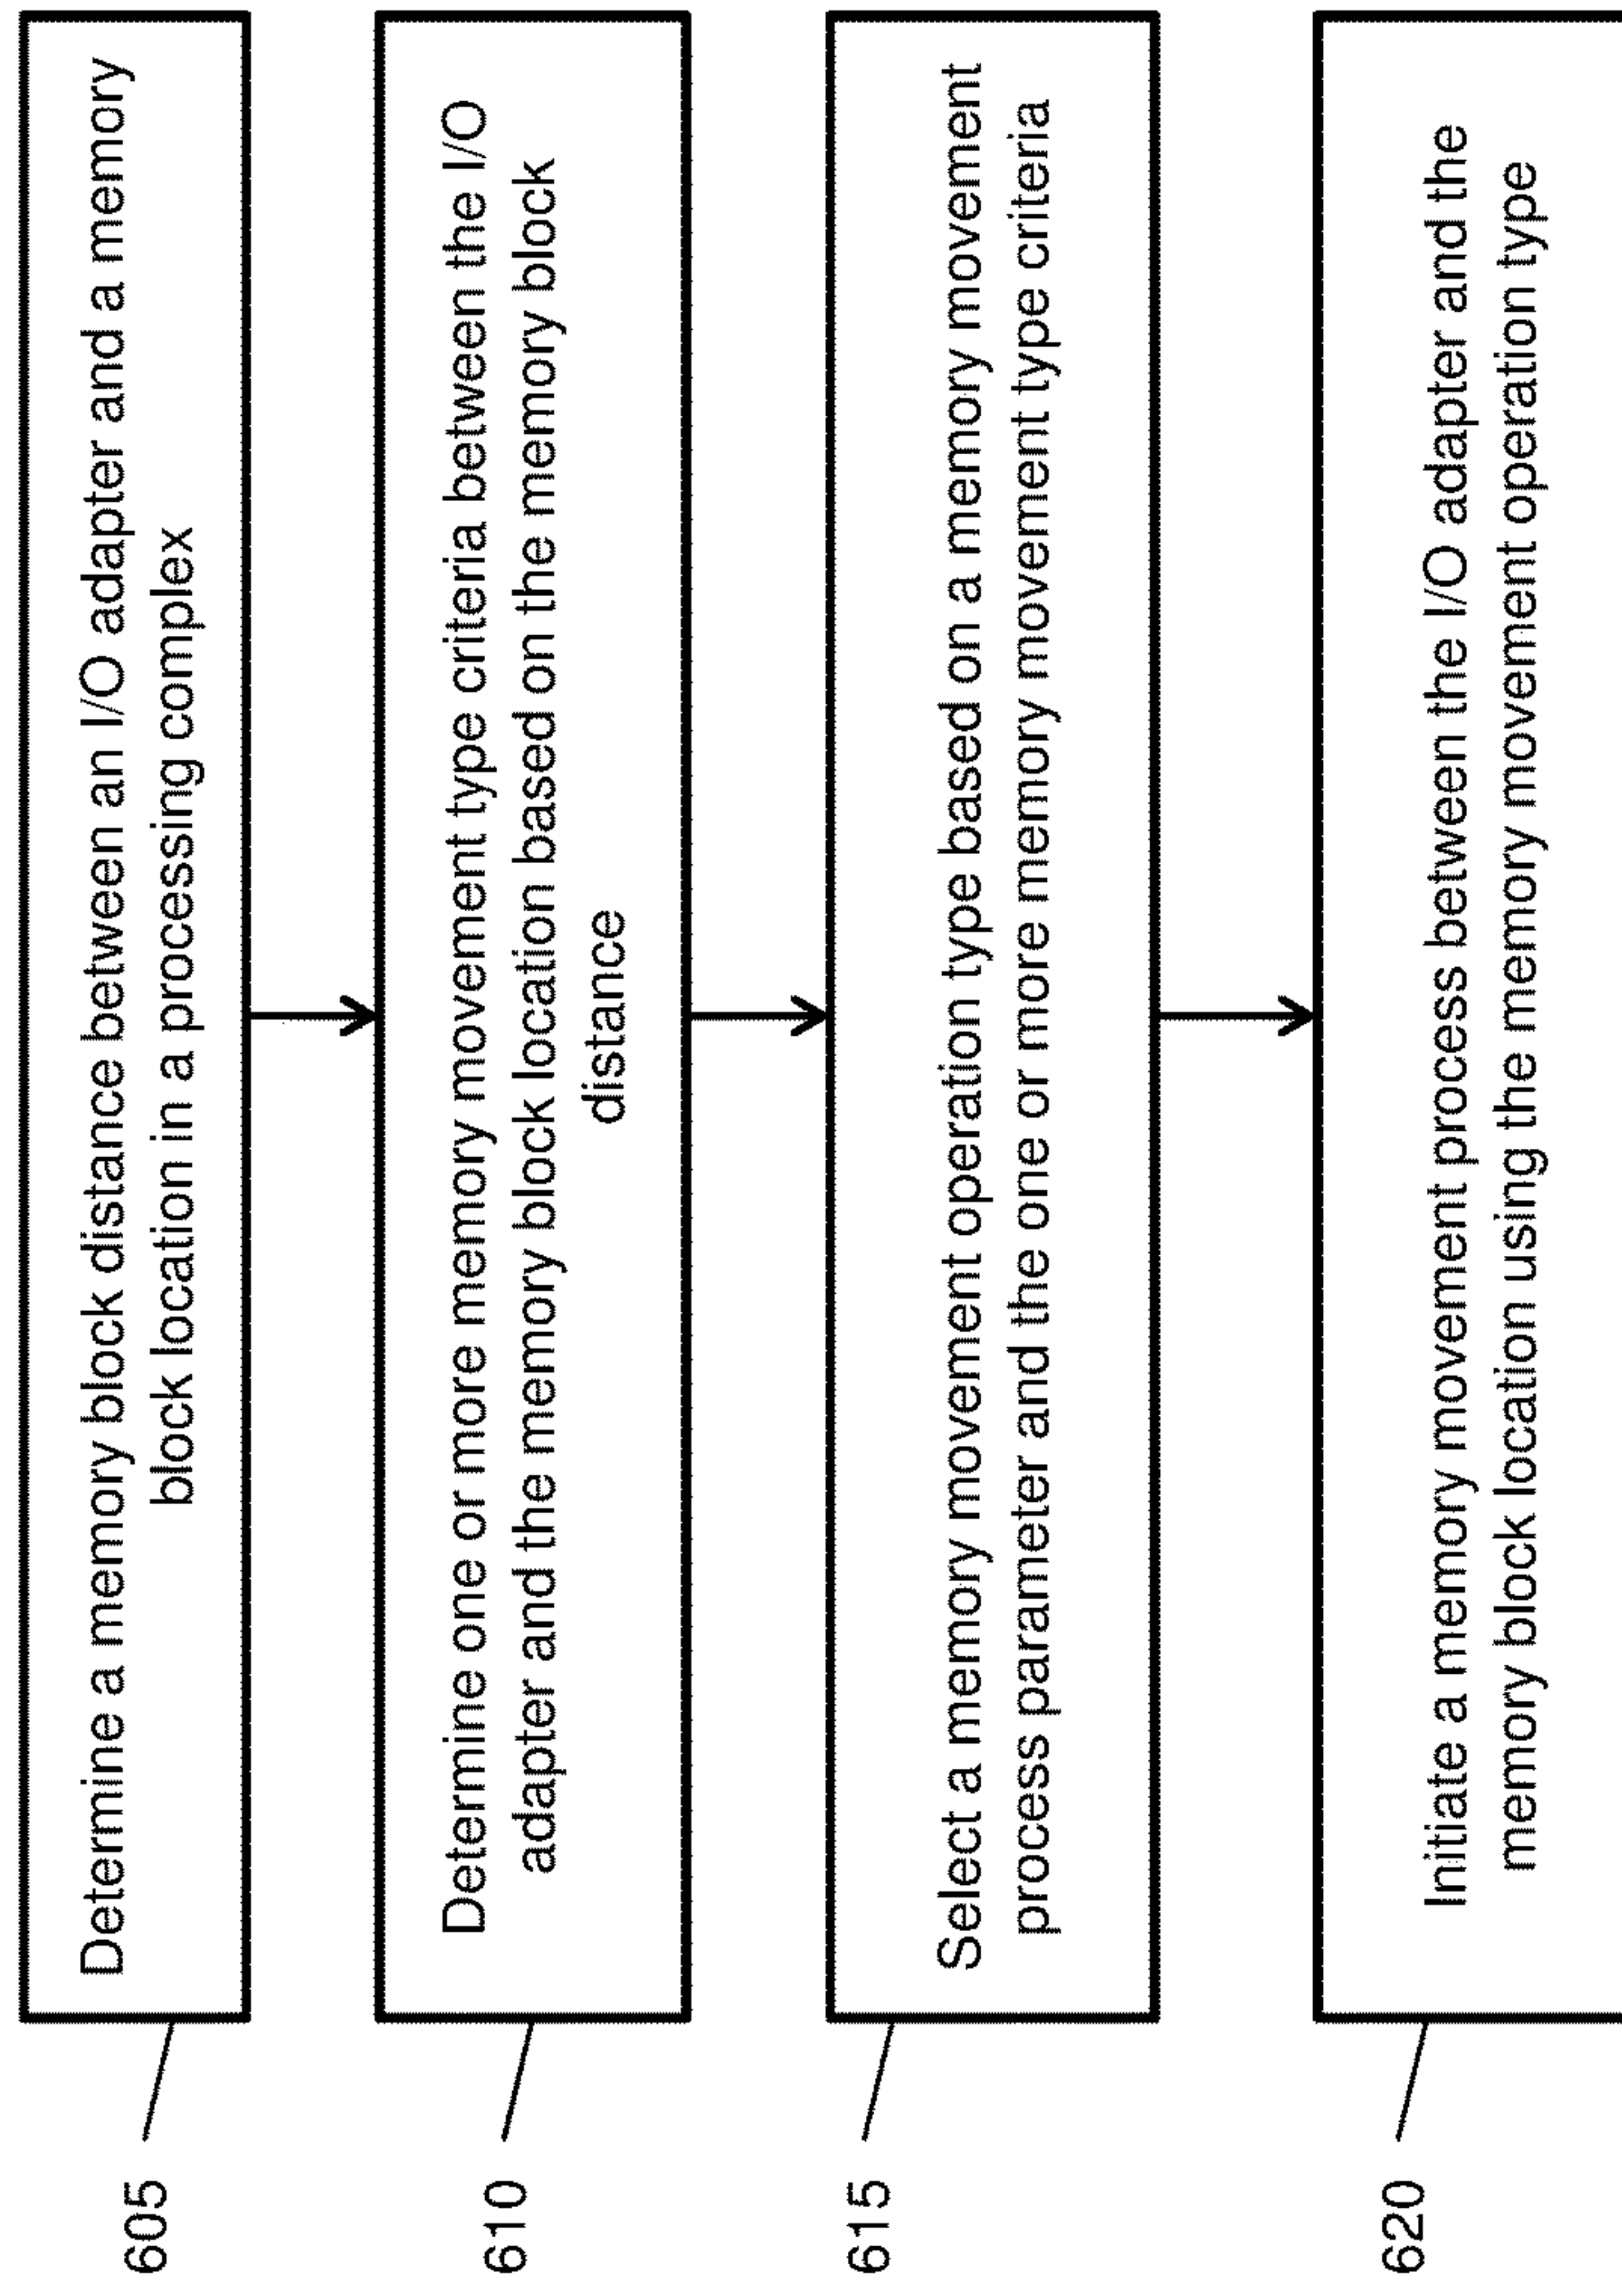 605
Determine a memory block distance between an I/O adapter and a memory
block location in a processing complex
610
Determine one or more memory movement type criteria between the I/O
adapter and the memory block location based on the memory block
distance
615
Select a memory movement operation type based on a memory movement
process parameter and the one or more memory movement type criteria
620
Initiate a memory movement process between the I/O adapter and the
memory block location using the memory movement operation type